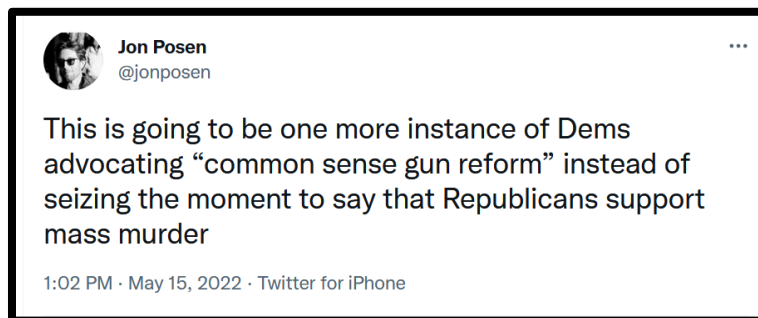 Jon Posen
@jonposen
This is going to be one more instance of Dems
advocating “common sense gun reform” instead of
seizing the moment to say that Republicans support
mass murder
1:02 PM · May 15, 2022 · Twitter for iPhone